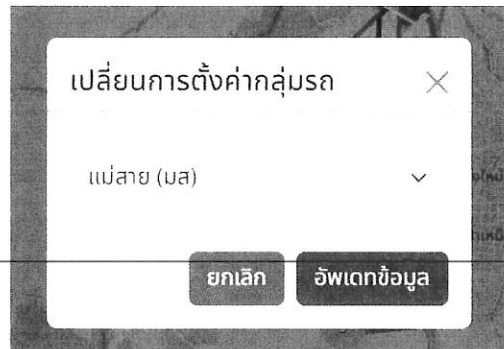 เปลี่ยนการตั้งค่ากลุ่มรถ
แม่สาย (มส)
ยกเลิก
อัพเดทข้อมูล